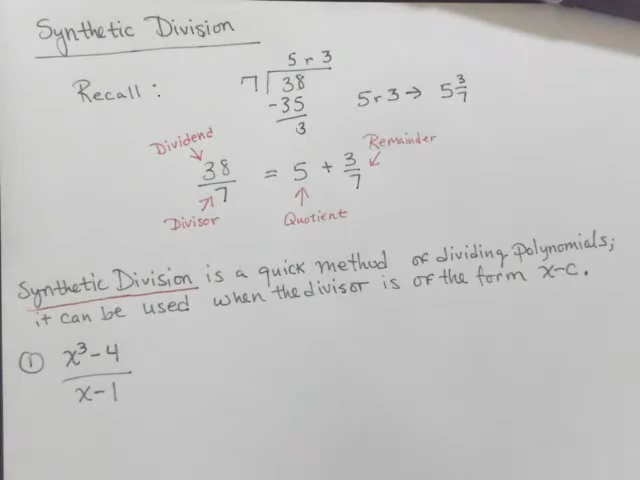 Synthetic Division
Recall:
5 r 3
7 38
-35
3
5 r 3 → 5 3/7
Dividend
Remainder
38/7 = 5 + 3/7
Divisor
Quotient
Synthetic Division is a quick method of dividing Polynomials;
it can be used when the divisor is of the form x-c.
① x³-4
x-1